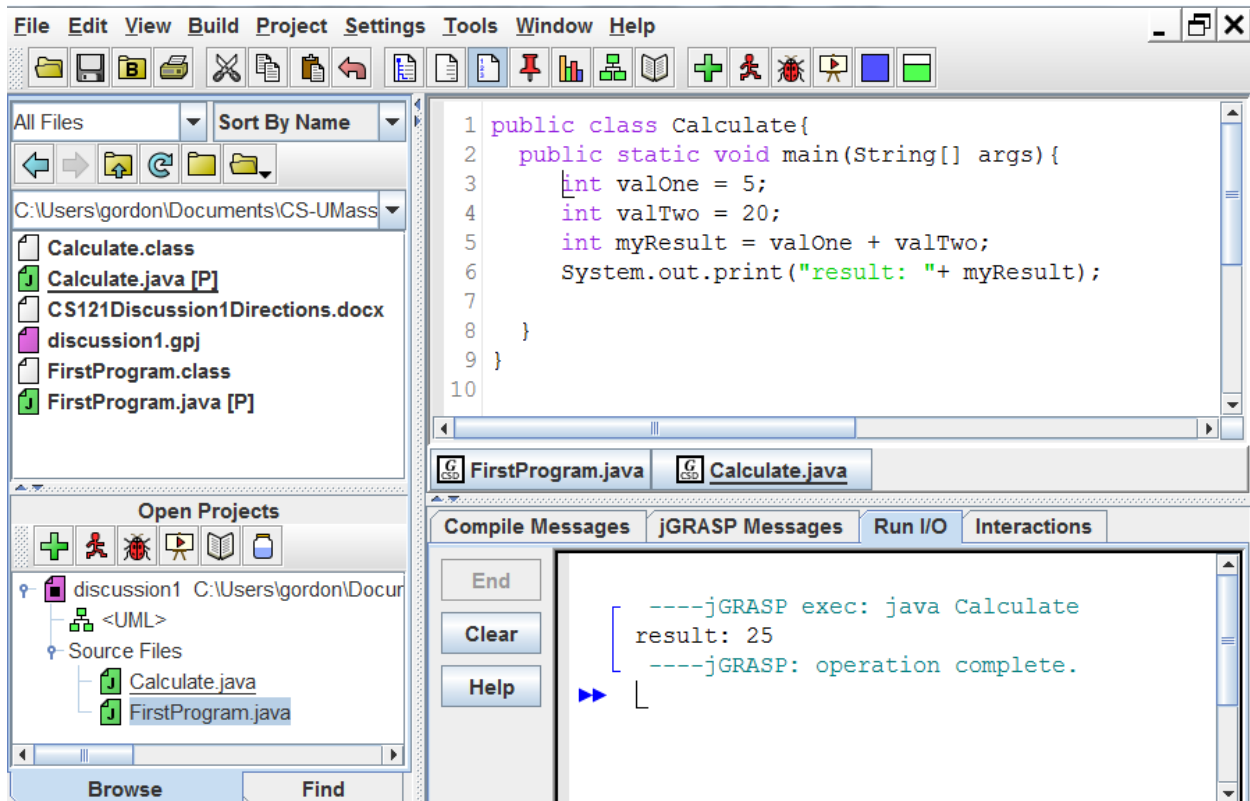 File Edit View Build Project Settings Tools Window Help
All Files Sort By Name
C:\Users\gordon\Documents\CS-UMass
Calculate.class
Calculate.java [P]
CS121Discussion1Directions.docx
discussion1.gpj
FirstProgram.class
FirstProgram.java [P]
Open Projects
discussion1 C:\Users\gordon\Docur
<UML>
Source Files
Calculate.java
FirstProgram.java
Browse Find
1 public class Calculate{
2 public static void main(String[] args){
3 int valOne = 5;
4 int valTwo = 20;
5 int myResult = valOne + valTwo;
6 System.out.print("result: "+ myResult);
7
8 }
9 }
10
FirstProgram.java Calculate.java
Compile Messages jGRASP Messages Run I/O Interactions
End
Clear
Help
----jGRASP exec: java Calculate
result: 25
----jGRASP: operation complete.